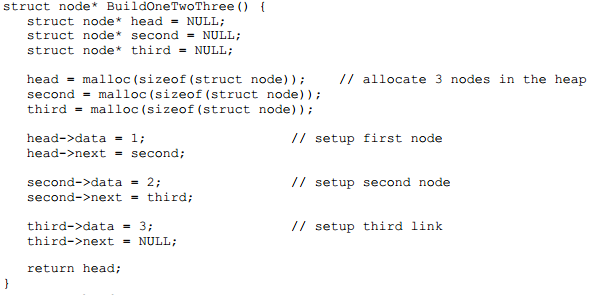 struct node* BuildOneTwoThree() {
struct node* head = NULL;
struct node* second = NULL;
struct node* third = NULL;
head = malloc(sizeof(struct node)); // allocate 3 nodes in the heap
second = malloc(sizeof(struct node));
third = malloc(sizeof(struct node));
head->data = 1; // setup first node
head->next = second;
second->data = 2; // setup second node
second->next = third;
third->data = 3; // setup third link
third->next = NULL;
return head;
}